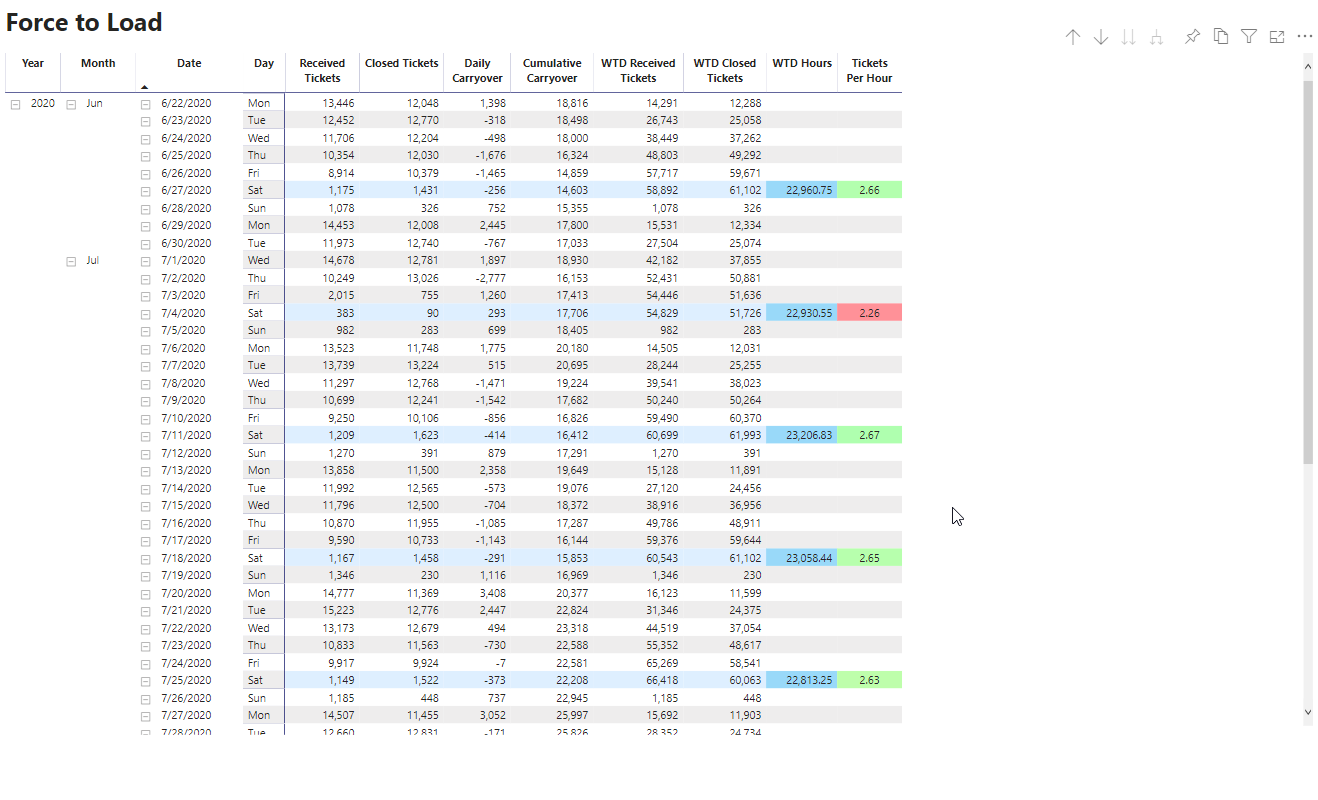 Force to Load
Year Month Date Day Received Tickets Closed Tickets Daily Carryover Cumulative Carryover WTD Received Tickets WTD Closed Tickets WTD Hours Tickets Per Hour
2020 Jun 6/22/2020 Mon 13,446 12,048 1,398 18,816 14,291 12,288
6/23/2020 Tue 12,452 12,770 -318 18,498 26,743 25,058
6/24/2020 Wed 11,706 12,204 -498 18,000 38,449 37,262
6/25/2020 Thu 10,354 12,030 -1,676 16,324 48,803 49,292
6/26/2020 Fri 8,914 10,379 -1,465 14,859 57,717 59,671
6/27/2020 Sat 1,175 1,431 -256 14,603 58,892 61,102 22,960.75 2.66
6/28/2020 Sun 1,078 326 752 15,355 1,078 326
6/29/2020 Mon 14,453 12,008 2,445 17,800 15,531 12,334
6/30/2020 Tue 11,973 12,740 -767 17,033 27,504 25,074
Jul 7/1/2020 Wed 14,678 12,781 1,897 18,930 42,182 37,855
7/2/2020 Thu 10,249 13,026 -2,777 16,153 52,431 50,881
7/3/2020 Fri 2,015 755 1,260 17,413 54,446 51,636
7/4/2020 Sat 383 90 293 17,706 54,829 51,726 22,930.55 2.26
7/5/2020 Sun 982 283 699 18,405 982 283
7/6/2020 Mon 13,523 11,748 1,775 20,180 14,505 12,031
7/7/2020 Tue 13,739 13,224 515 20,695 28,244 25,255
7/8/2020 Wed 11,297 12,768 -1,471 19,224 39,541 38,023
7/9/2020 Thu 10,699 12,241 -1,542 17,682 50,240 50,264
7/10/2020 Fri 9,250 10,106 -856 16,826 59,490 60,370
7/11/2020 Sat 1,209 1,623 -414 16,412 60,699 61,993 23,206.83 2.67
7/12/2020 Sun 1,270 391 879 17,291 1,270 391
7/13/2020 Mon 13,858 11,500 2,358 19,649 15,128 11,891
7/14/2020 Tue 11,992 12,565 -573 19,076 27,120 24,456
7/15/2020 Wed 11,796 12,500 -704 18,372 38,916 36,956
7/16/2020 Thu 10,870 11,955 -1,085 17,287 49,786 48,911
7/17/2020 Fri 9,590 10,733 -1,143 16,144 59,376 59,644
7/18/2020 Sat 1,167 1,458 -291 15,853 60,543 61,102 23,058.44 2.65
7/19/2020 Sun 1,346 230 1,116 16,969 1,346 230
7/20/2020 Mon 14,777 11,369 3,408 20,377 16,123 11,599
7/21/2020 Tue 15,223 12,776 2,447 22,824 31,346 24,375
7/22/2020 Wed 13,173 12,679 494 23,318 44,519 37,054
7/23/2020 Thu 10,833 11,563 -730 22,588 55,352 48,617
7/24/2020 Fri 9,917 9,924 -7 22,581 65,269 58,541
7/25/2020 Sat 1,149 1,522 -373 22,208 66,418 60,063 22,813.25 2.63
7/26/2020 Sun 1,185 448 737 22,945 1,185 448
7/27/2020 Mon 14,507 11,455 3,052 25,997 15,692 11,903
7/28/2020 Tue 12,660 12,831 -171 25,826 28,352 24,734